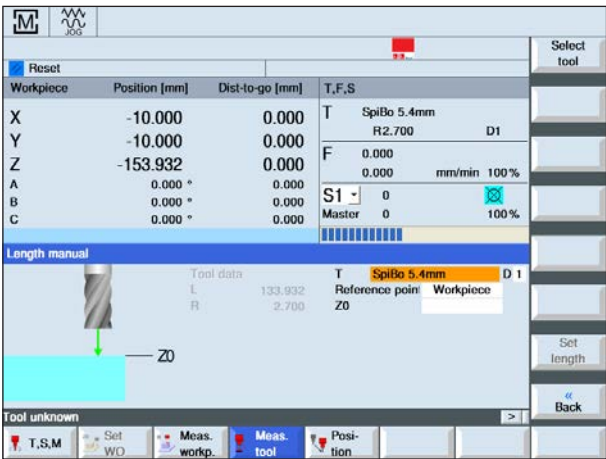 M
JOG
Select
tool
Reset
Workpiece Position [mm] Dist-to-go [mm] T,F,S
X -10.000 0.000
T SpiBo 5.4mm
R2.700 D1
Y -10.000 0.000
F 0.000
0.000 mm/min 100%
Z -153.932 0.000
A 0.000 ° 0.000
B 0.000 ° 0.000
C 0.000 ° 0.000
S1 0
Master 0 100%
Length manual
Tool data
L 133.932
R 2.700
T SpiBo 5.4mm D 1
Reference point Workpiece
Z0
Z0
Set
length
«
Back
Tool unknown >
T,S,M
Set
WO
Meas.
workp.
Meas.
tool
Posi-
tion